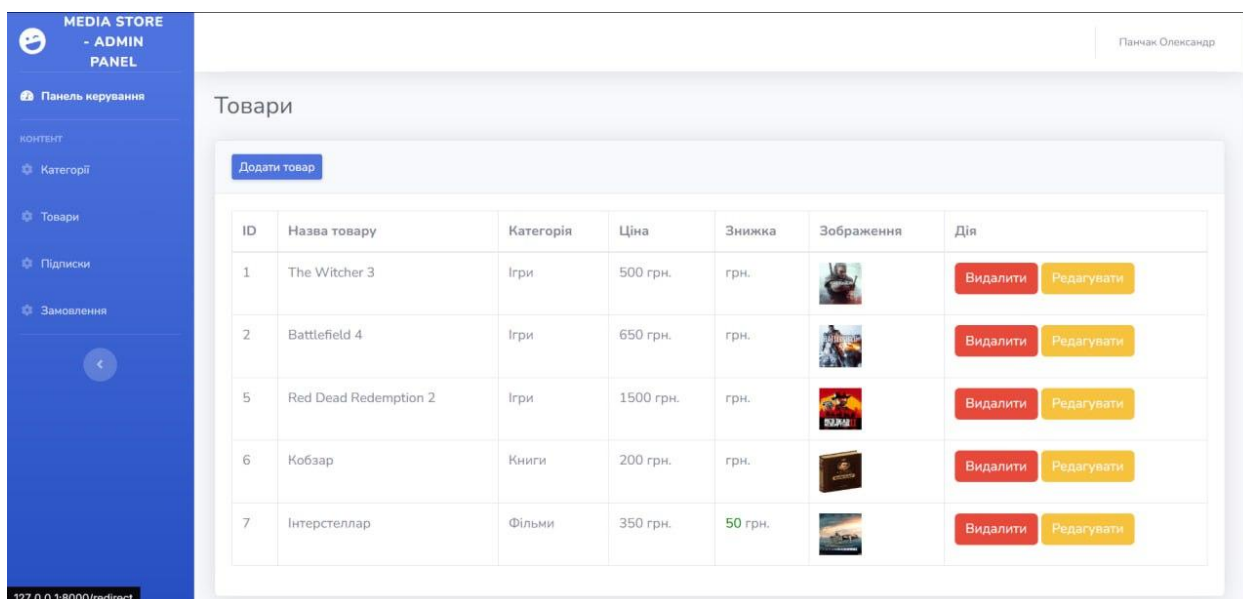 MEDIA STORE
- ADMIN
PANEL
Панчак Олександр
Панель керування
КОНТЕНТ
Категорії
Товари
Підписки
Замовлення
Товари
Додати товар
ID Назва товару Категорія Ціна Знижка Зображення Дія
1 The Witcher 3 Ігри 500 грн. грн. Видалити Редагувати
2 Battlefield 4 Ігри 650 грн. грн. Видалити Редагувати
5 Red Dead Redemption 2 Ігри 1500 грн. грн. Видалити Редагувати
6 Кобзар Книги 200 грн. грн. Видалити Редагувати
7 Інтерстеллар Фільми 350 грн. 50 грн. Видалити Редагувати
127.0.0.1:8000/redirect